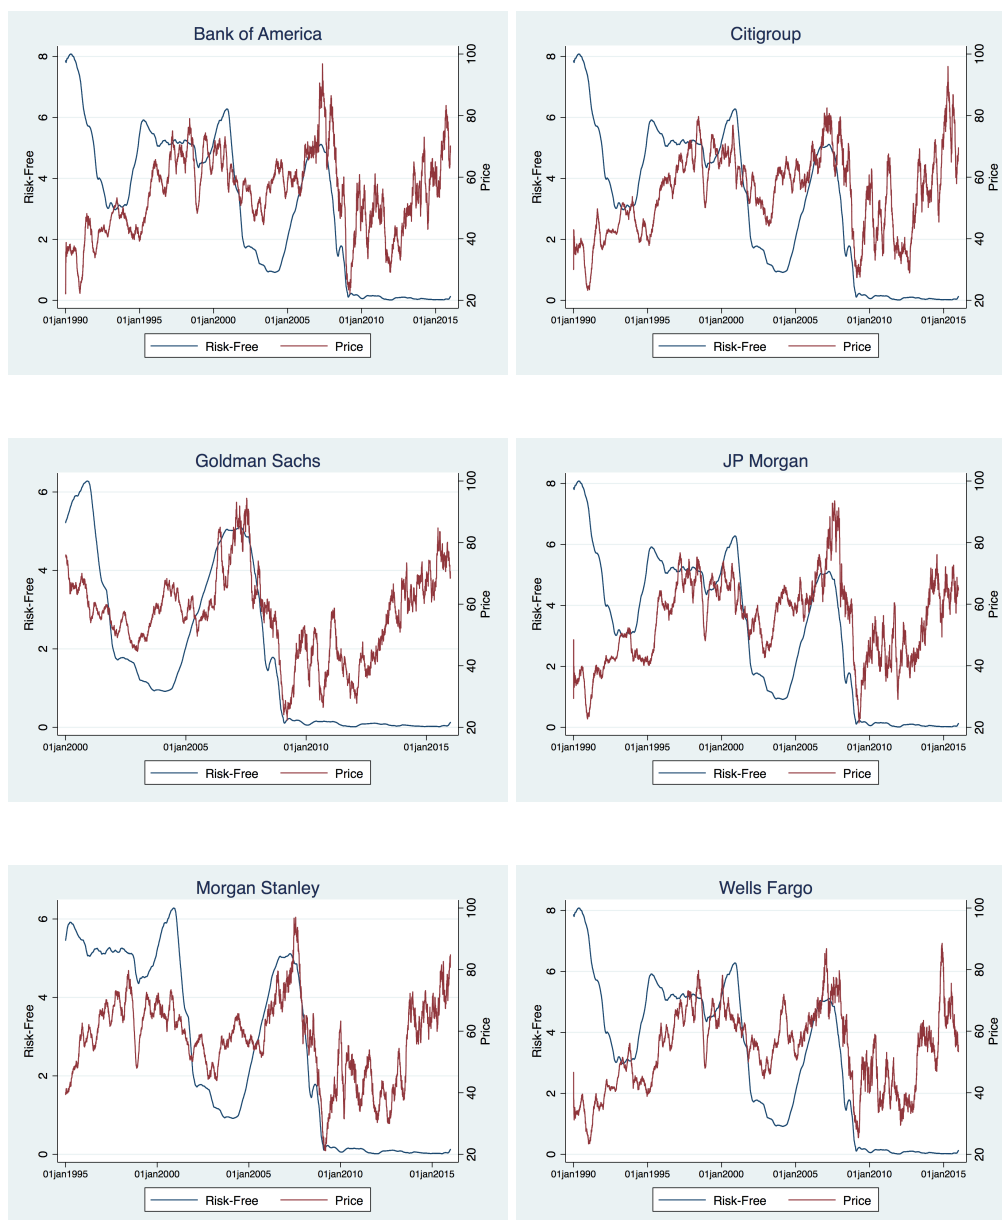 Bank of America
8
6
4
2
0
Risk-Free
100
80
60
40
20
Price
01jan1990 01jan1995 01jan2000 01jan2005 01jan2010 01jan2015
Risk-Free Price
Citigroup
8
6
4
2
0
Risk-Free
100
80
60
40
20
Price
01jan1990 01jan1995 01jan2000 01jan2005 01jan2010 01jan2015
Risk-Free Price
Goldman Sachs
6
4
2
0
Risk-Free
100
80
60
40
20
Price
01jan2000 01jan2005 01jan2010 01jan2015
Risk-Free Price
JP Morgan
8
6
4
2
0
Risk-Free
100
80
60
40
20
Price
01jan1990 01jan1995 01jan2000 01jan2005 01jan2010 01jan2015
Risk-Free Price
Morgan Stanley
6
4
2
0
Risk-Free
100
80
60
40
20
Price
01jan1995 01jan2000 01jan2005 01jan2010 01jan2015
Risk-Free Price
Wells Fargo
8
6
4
2
0
Risk-Free
100
80
60
40
20
Price
01jan1990 01jan1995 01jan2000 01jan2005 01jan2010 01jan2015
Risk-Free Price